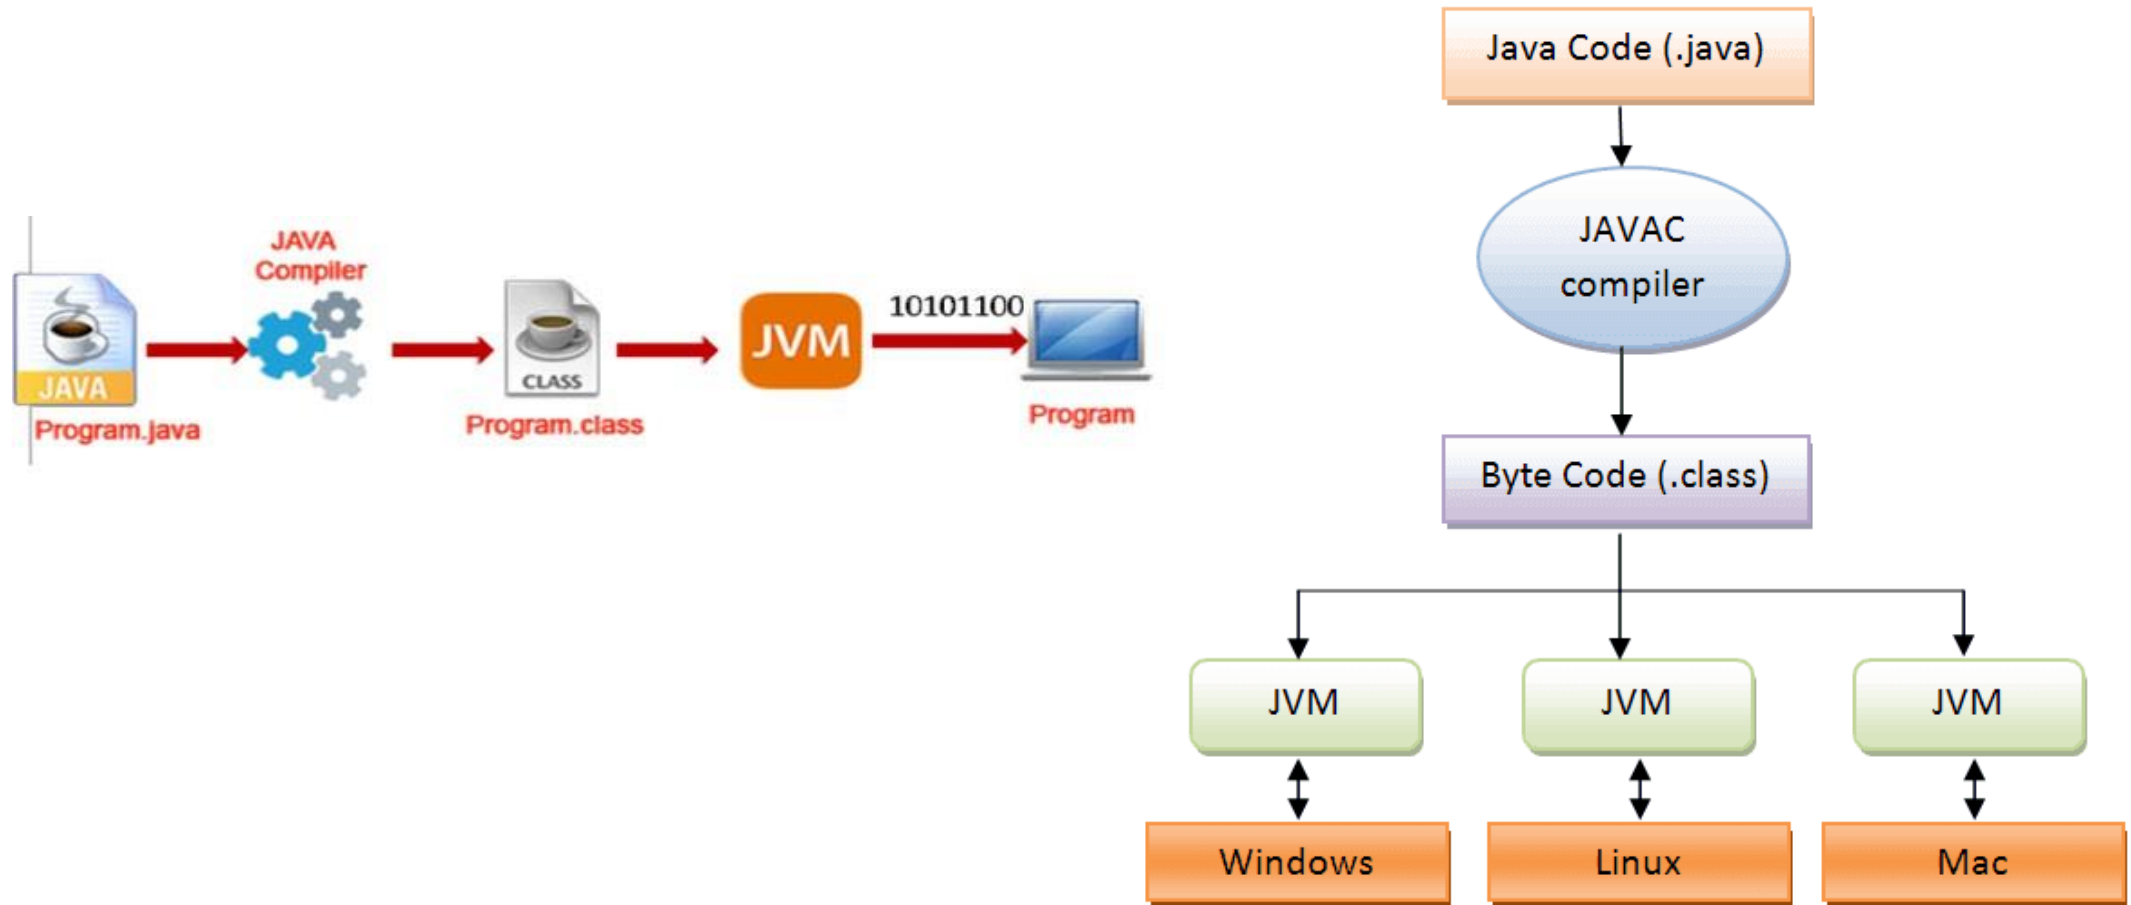 JAVA
Compiler
JAVA
Program.java
CLASS
Program.class
JVM
10101100
Program
Java Code (.java)
JAVAC
compiler
Byte Code (.class)
JVM
JVM
JVM
Windows
Linux
Mac